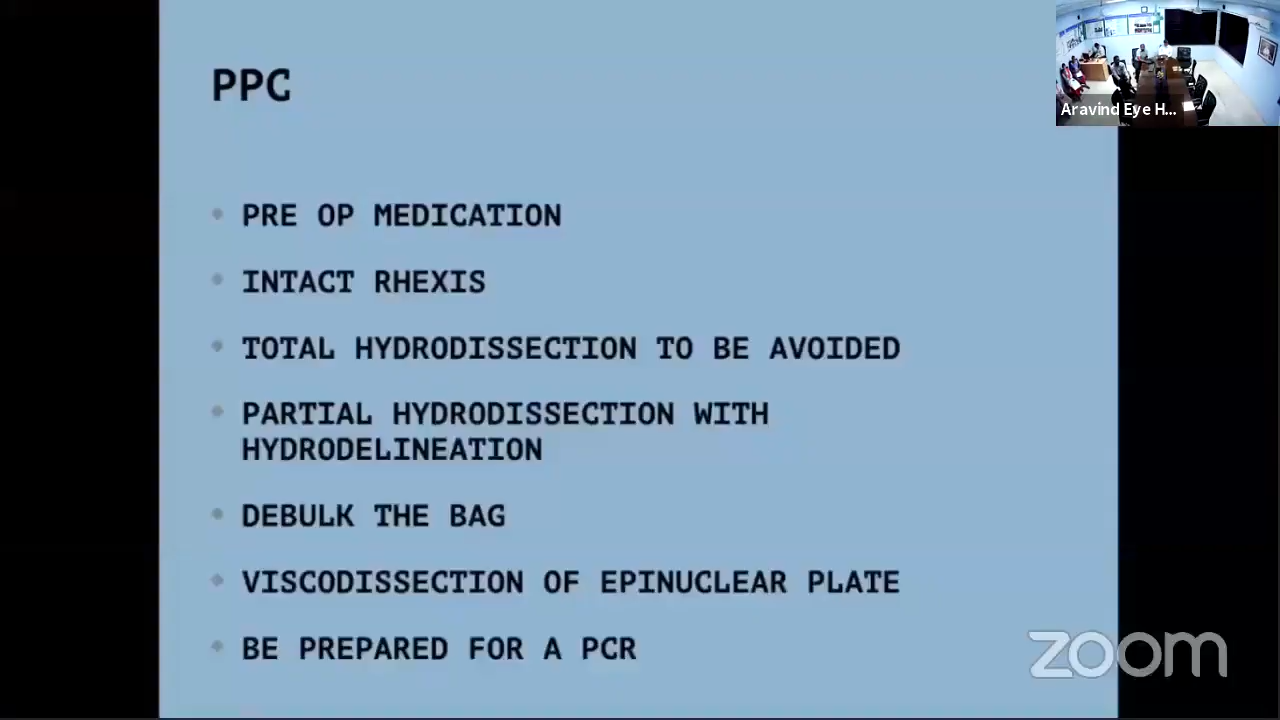 PPC
Aravind Eye H...
PRE OP MEDICATION
INTACT RHEXIS
TOTAL HYDRODISSECTION TO BE AVOIDED
PARTIAL HYDRODISSECTION WITH
HYDRODELINEATION
DEBULK THE BAG
VISCODISSECTION OF EPINUCLEAR PLATE
BE PREPARED FOR A PCR
zoom